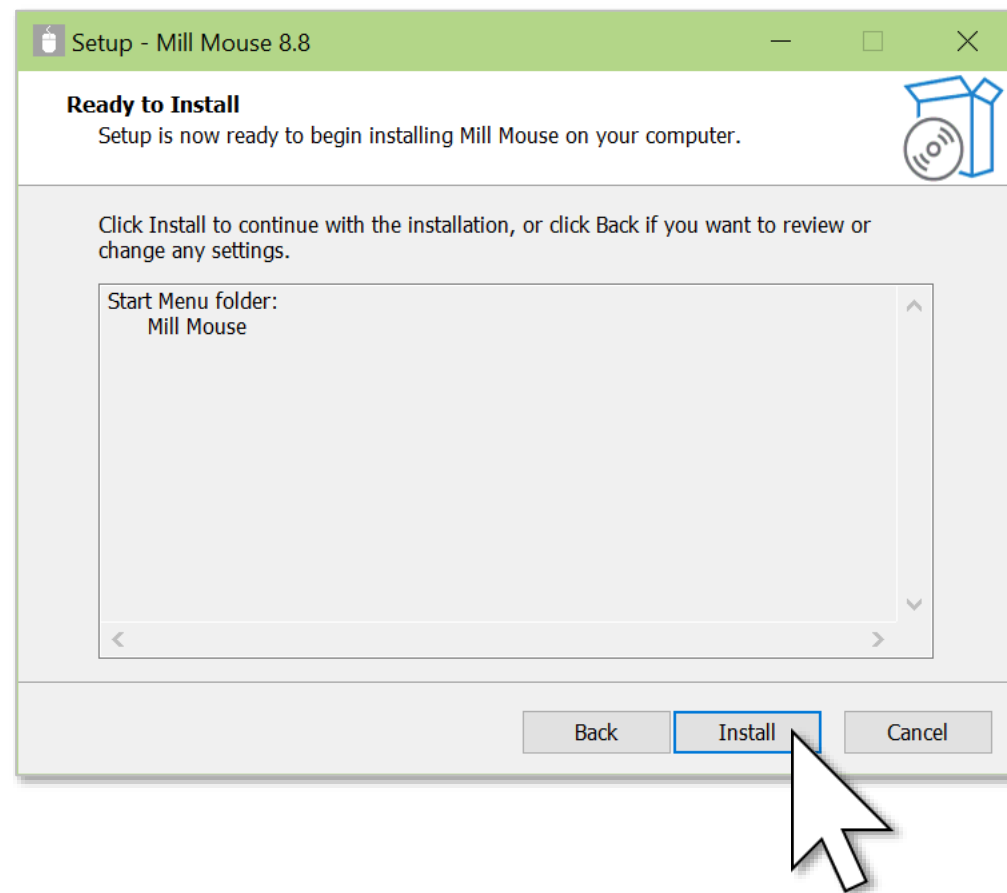 Setup - Mill Mouse 8.8
Ready to Install
Setup is now ready to begin installing Mill Mouse on your computer.
Click Install to continue with the installation, or click Back if you want to review or
change any settings.
Start Menu folder:
Mill Mouse
Back
Install
Cancel